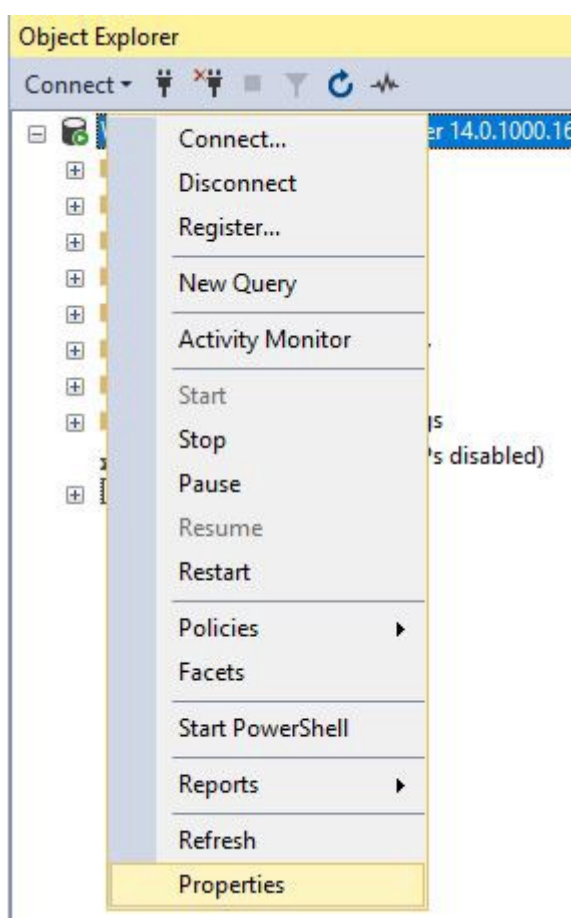 Object Explorer
Connect
er 14.0.1000.16
Connect...
Disconnect
Register...
New Query
Activity Monitor
Start
gs
Stop
's disabled)
Pause
Resume
Restart
Policies
Facets
Start PowerShell
Reports
Refresh
Properties